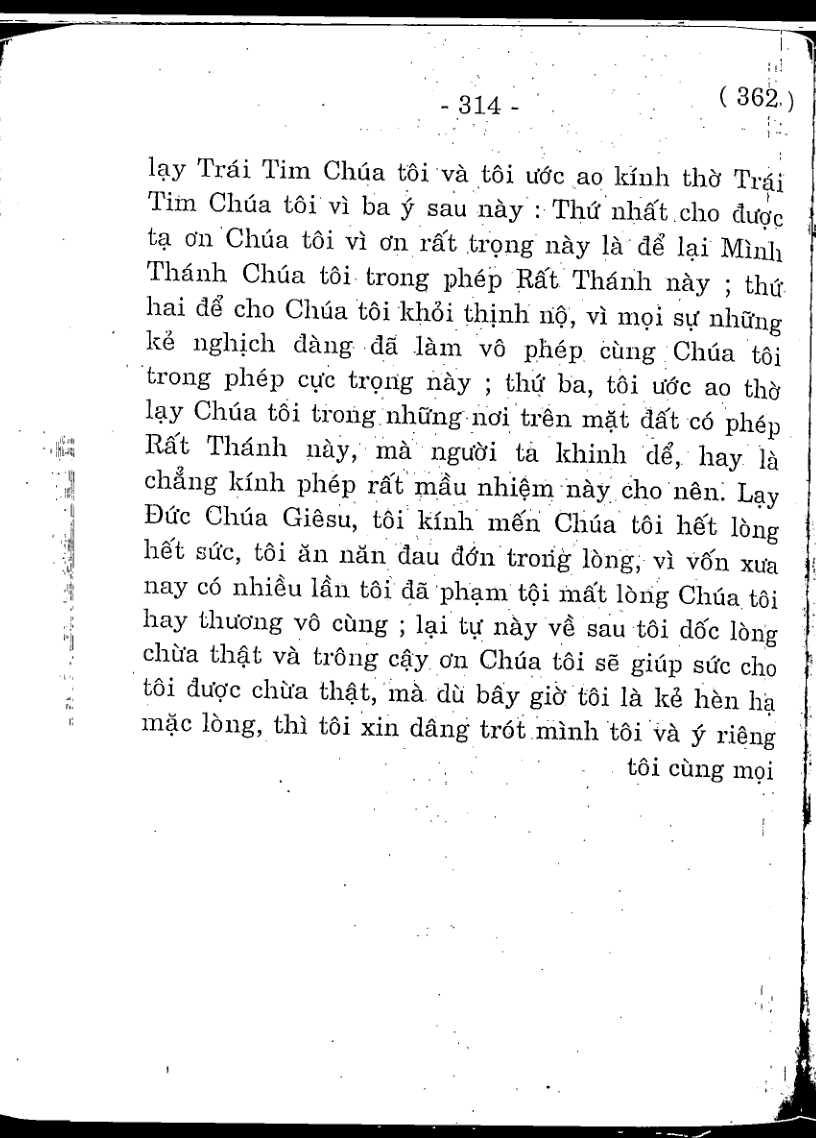 - 314 -
( 362 )
lạy Trái Tim Chúa tôi và tôi ước ao kính thờ Trái
Tim Chúa tôi vì ba ý sau này : Thứ nhất cho được
tạ ơn Chúa tôi vì ơn rất trọng này là để lại Mình
Thánh Chúa tôi trong phép Rất Thánh này ; thứ
hai để cho Chúa tôi khỏi thịnh nộ, vì mọi sự những
kẻ nghịch đàng đã làm vô phép cùng Chúa tôi
trong phép cực trọng này ; thứ ba, tôi ước ao thờ
lạy Chúa tôi trong những nơi trên mặt đất có phép
Rất Thánh này, mà người ta khinh dể, hay là
chẳng kính phép rất mầu nhiệm này cho nên. Lạy
Đức Chúa Giêsu, tôi kính mến Chúa tôi hết lòng
hết sức, tôi ăn năn đau đớn trong lòng, vì vốn xưa
nay có nhiều lần tôi đã phạm tội mất lòng Chúa tôi
hay thương vô cùng ; lại tự này về sau tôi dốc lòng
chừa thật và trông cậy ơn Chúa tôi sẽ giúp sức cho
tôi được chừa thật, mà dù bây giờ tôi là kẻ hèn hạ
mặc lòng, thì tôi xin dâng trót mình tôi và ý riêng
tôi cùng mọi